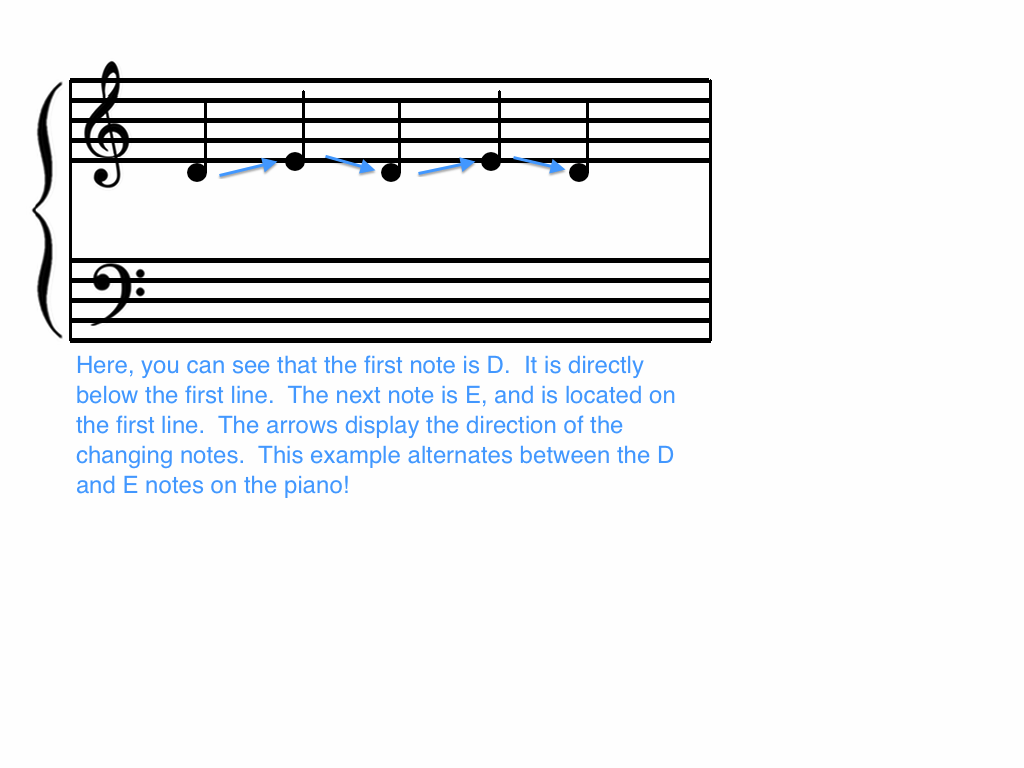 Here, you can see that the first note is D.  It is directly
below the first line.  The next note is E, and is located on
the first line.  The arrows display the direction of the
changing notes.  This example alternates between the D
and E notes on the piano!